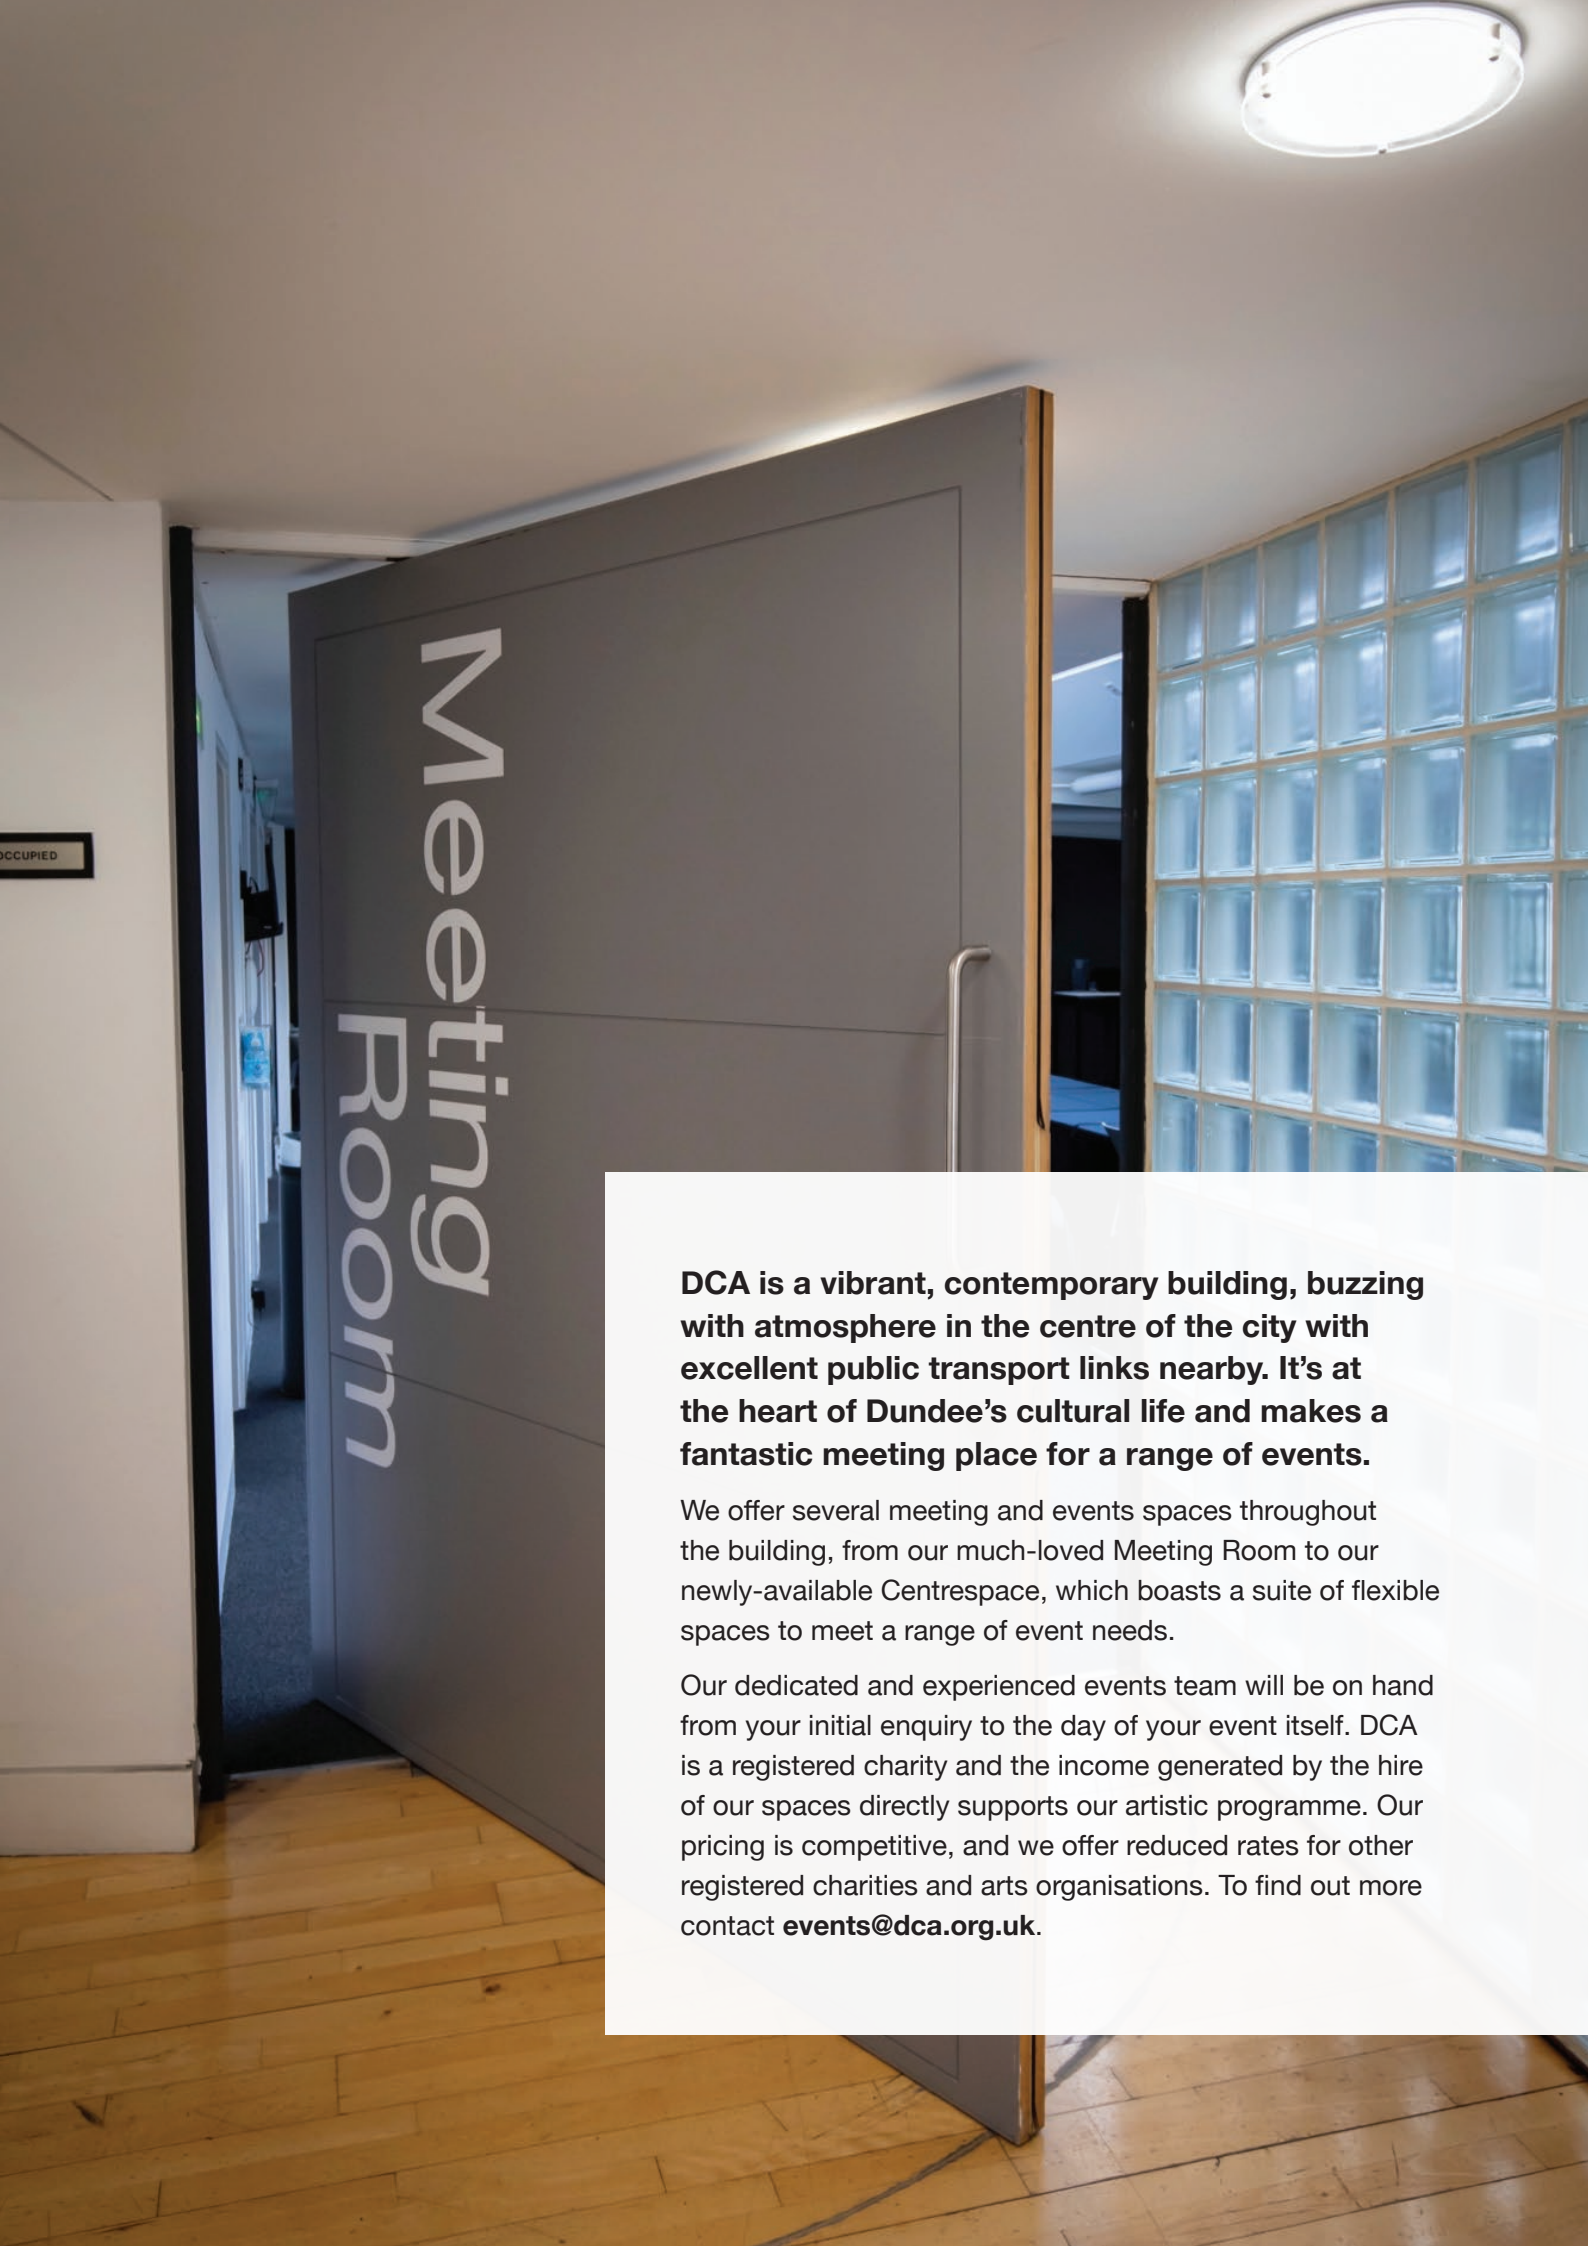 OCCUPIED
Meeting
Room
DCA is a vibrant, contemporary building, buzzing
with atmosphere in the centre of the city with
excellent public transport links nearby. It’s at
the heart of Dundee’s cultural life and makes a
fantastic meeting place for a range of events.
We offer several meeting and events spaces throughout
the building, from our much-loved Meeting Room to our
newly-available Centrespace, which boasts a suite of flexible
spaces to meet a range of event needs.
Our dedicated and experienced events team will be on hand
from your initial enquiry to the day of your event itself. DCA
is a registered charity and the income generated by the hire
of our spaces directly supports our artistic programme. Our
pricing is competitive, and we offer reduced rates for other
registered charities and arts organisations. To find out more
contact events@dca.org.uk.